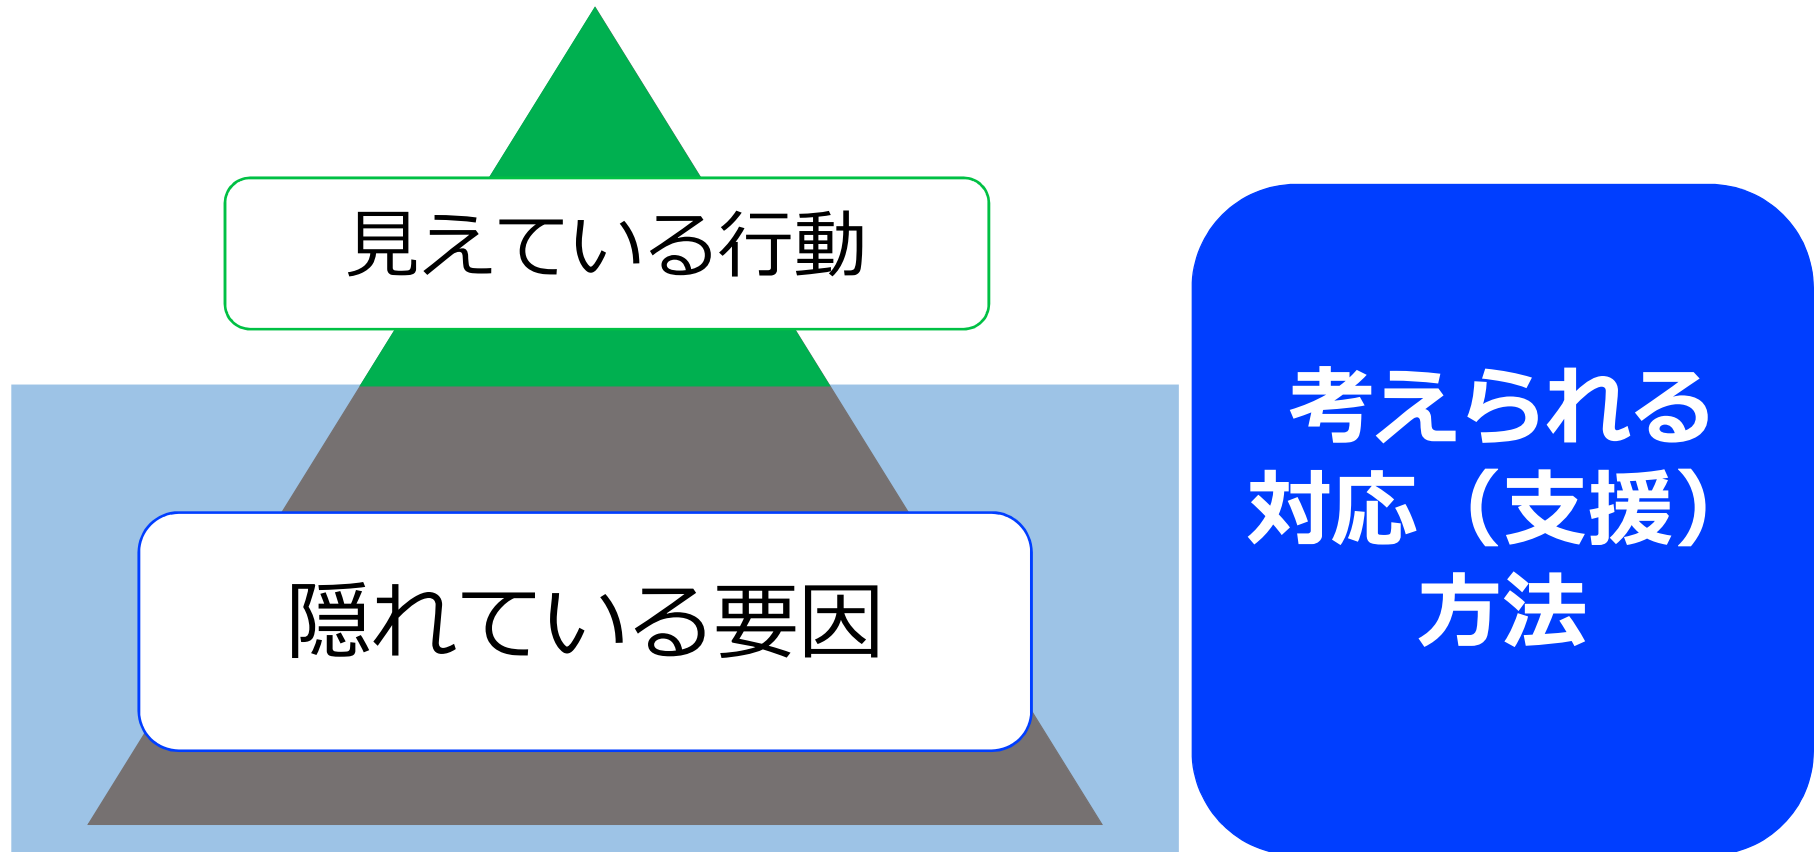 見えている行動
隠れている要因
考えられる
対応（支援）
方法